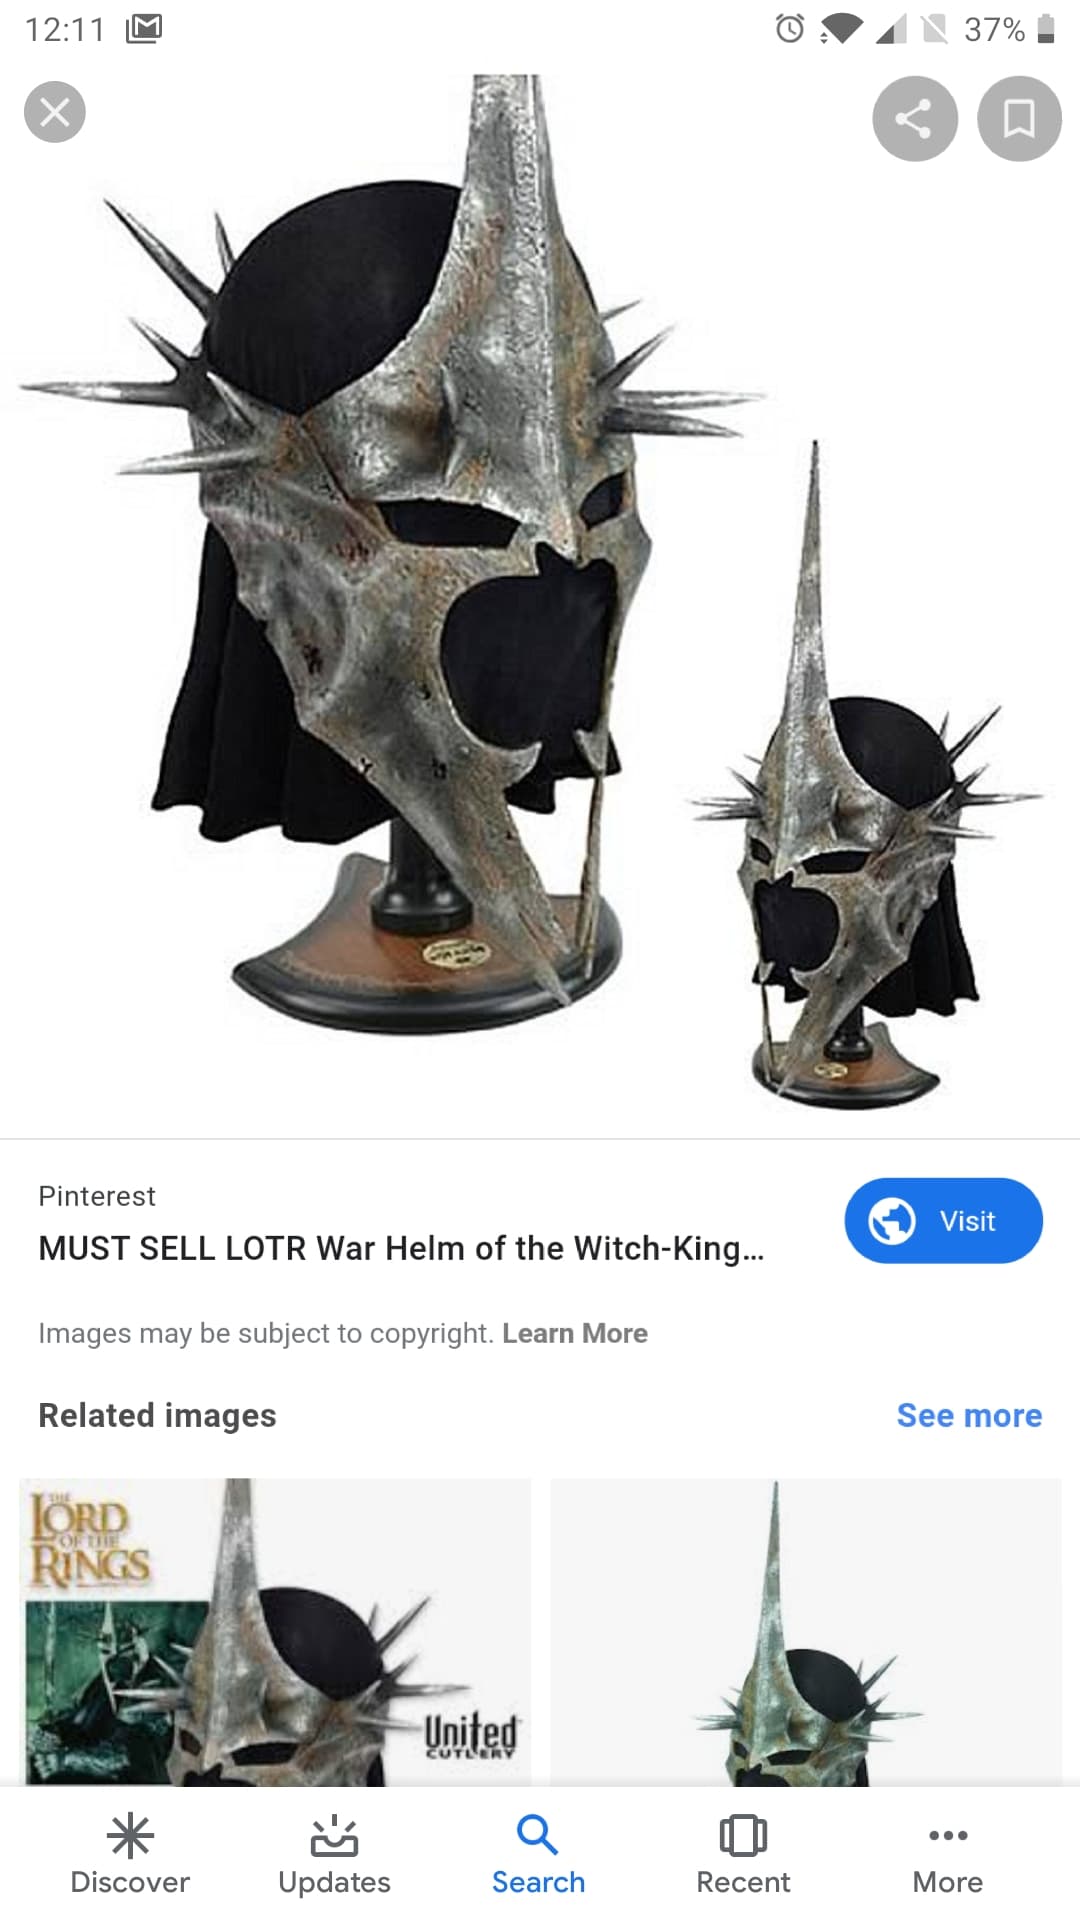 12:11
37%
Pinterest
MUST SELL LOTR War Helm of the Witch-King...
Visit
Images may be subject to copyright. Learn More
Related images
See more
THE
LORD
OF THE
RINGS
United
CUTLERY
Discover
Updates
Search
Recent
More